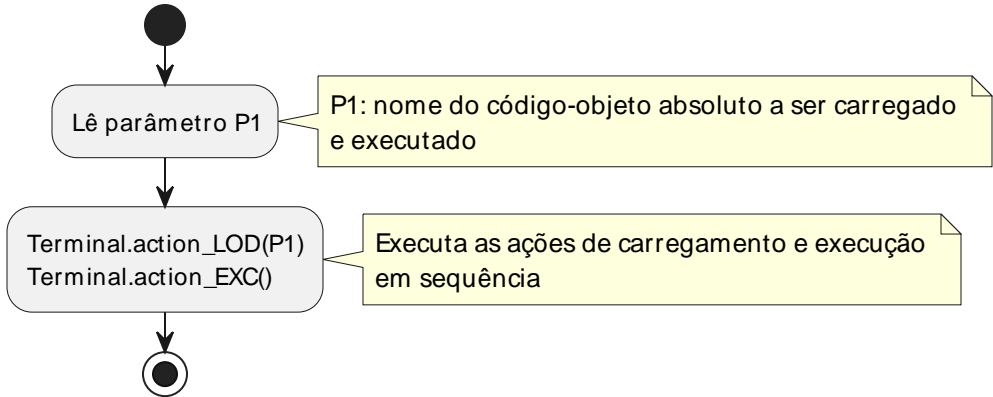 Lê parâmetro P1
P1: nome do código-objeto absoluto a ser carregado
e executado
Terminal.action_LOD(P1)
Terminal.action_EXC()
Executa as ações de carregamento e execução
em sequência